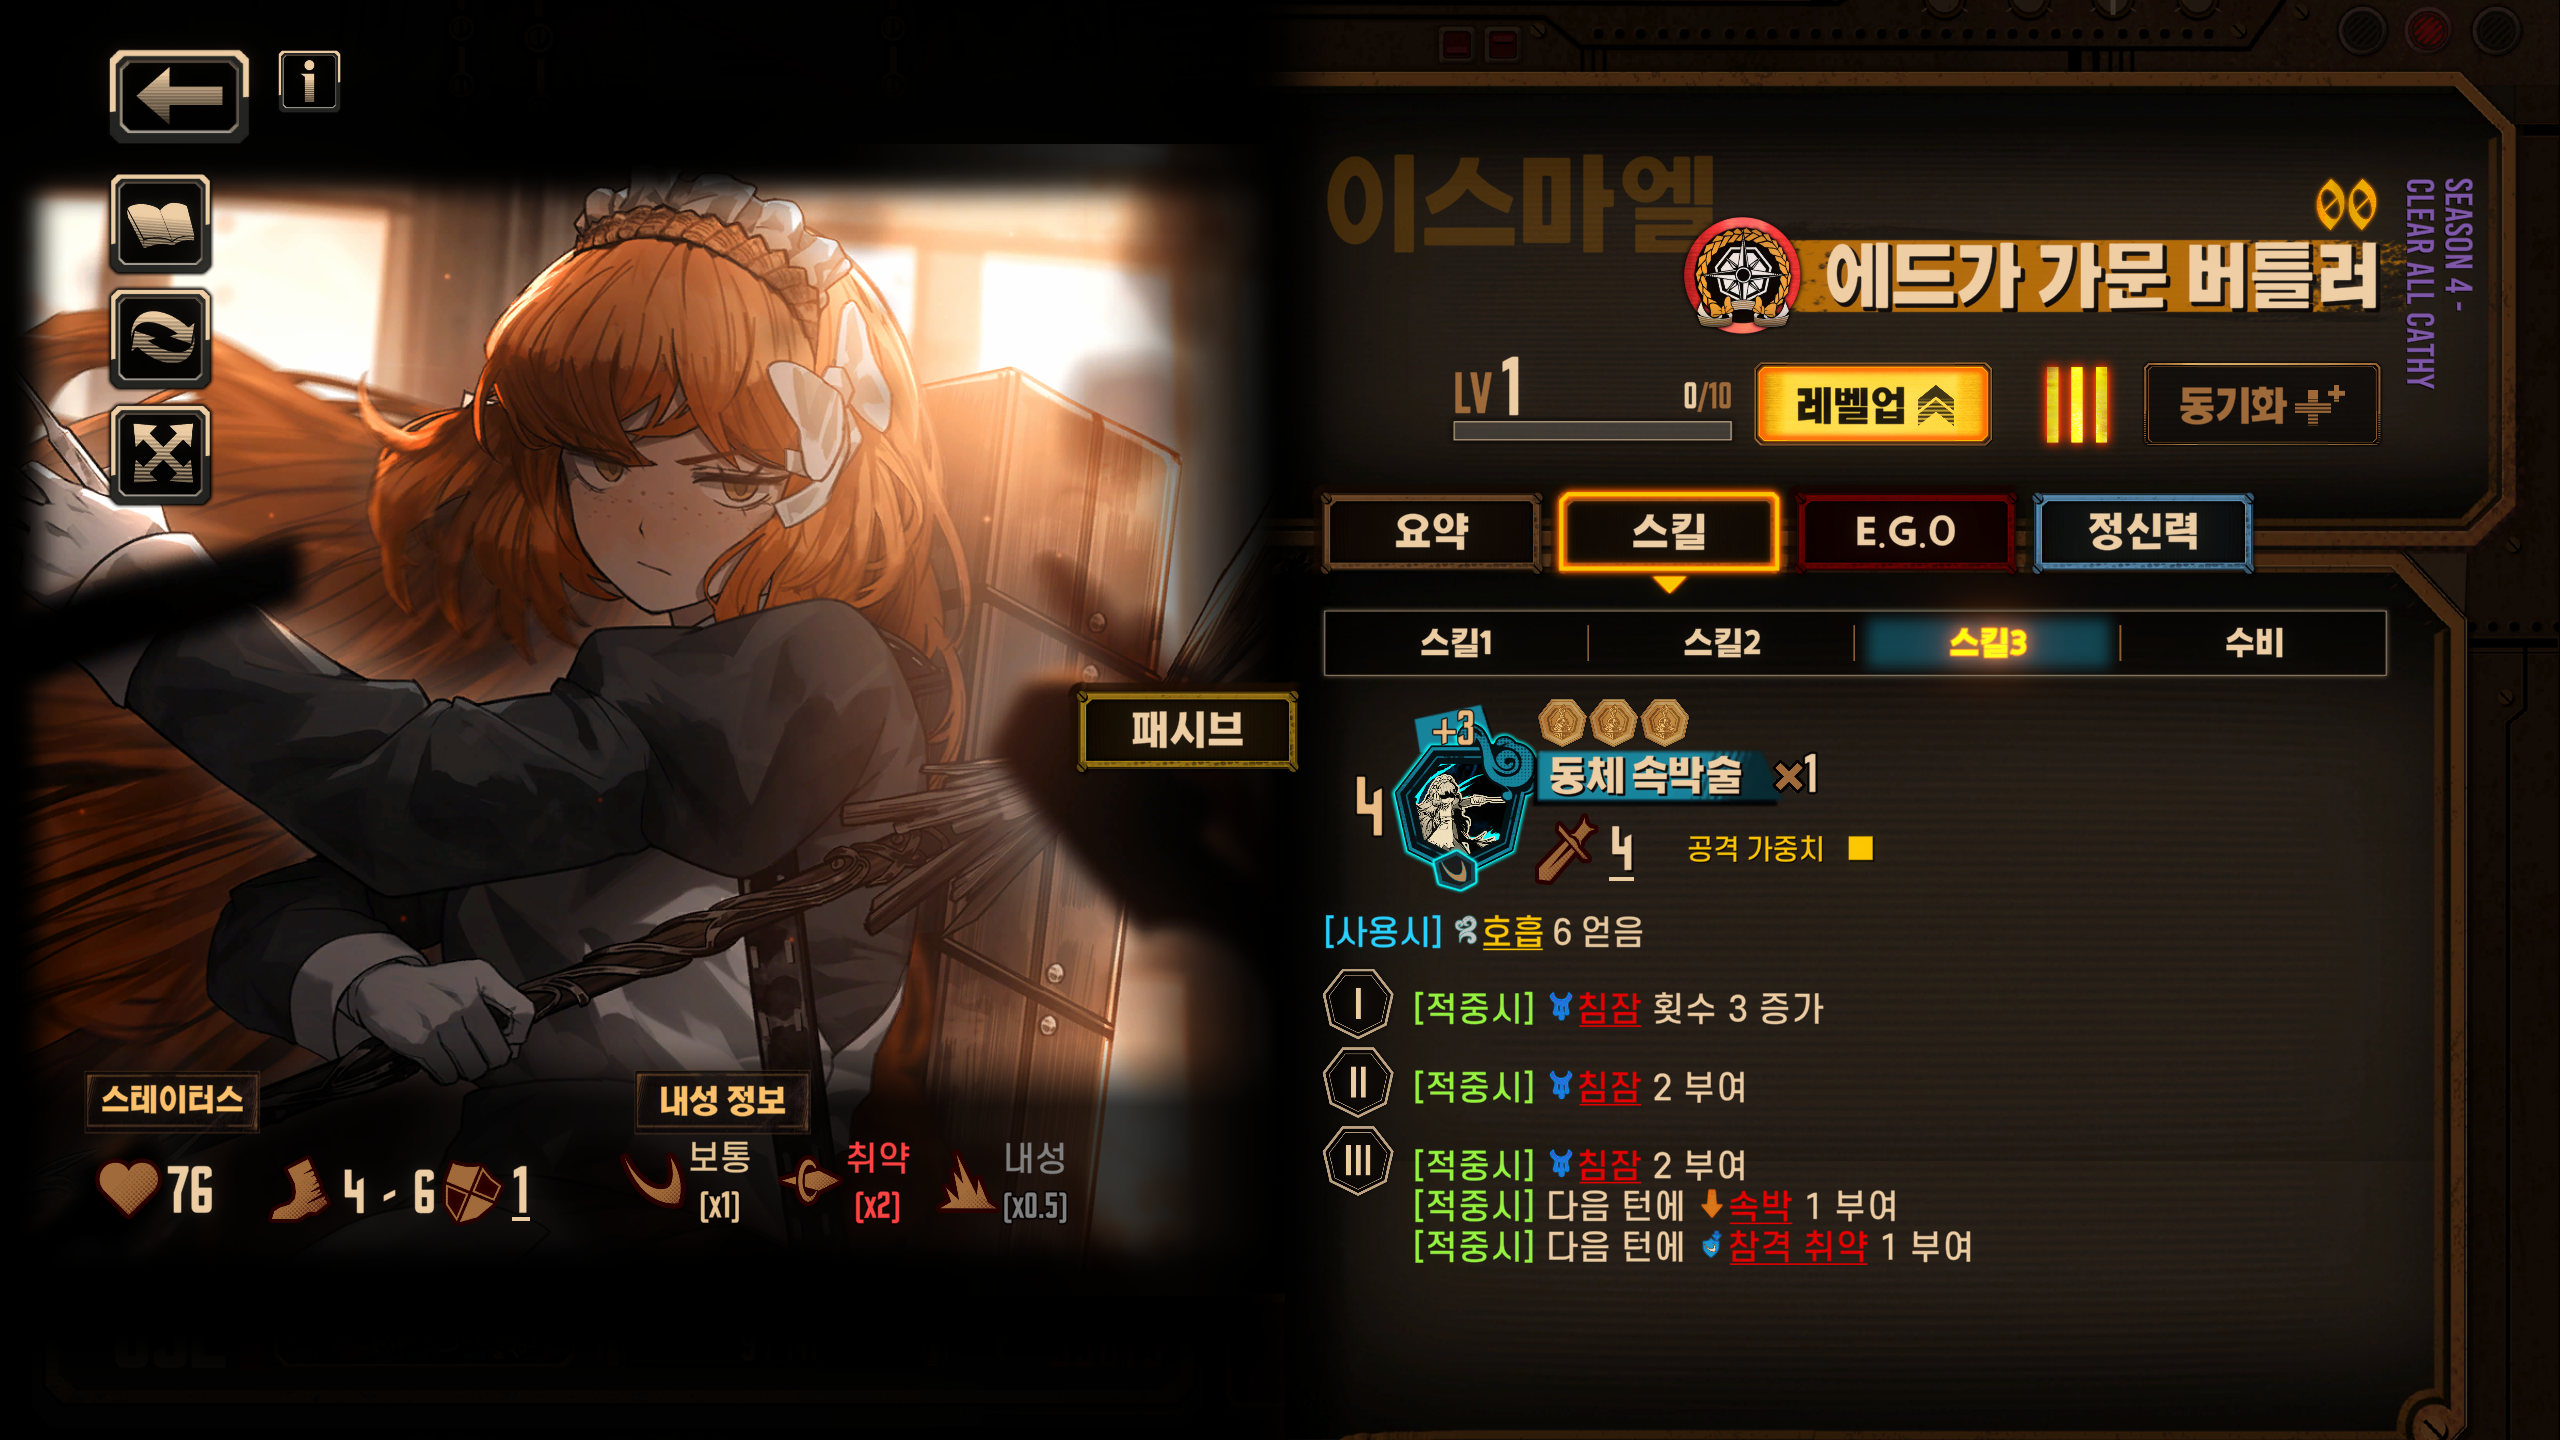 이스마엘
에드가 가문 버틀러
SEASON 4 -
CLEAR ALL CATHY
LV 1
0/10
레벨업
동기화
요약
스킬
E.G.O
정신력
스킬1
스킬2
스킬3
수비
패시브
+3
4
동체 속박술 ×1
4
공격 가중치
[사용시] 호흡 6 얻음
I
[적중시] 침잠 횟수 3 증가
II
[적중시] 침잠 2 부여
III
[적중시] 침잠 2 부여
[적중시] 다음 턴에 속박 1 부여
[적중시] 다음 턴에 참격 취약 1 부여
스테이터스
76
4 - 6
1
내성 정보
보통
(x1)
취약
(x2)
내성
(x0.5)